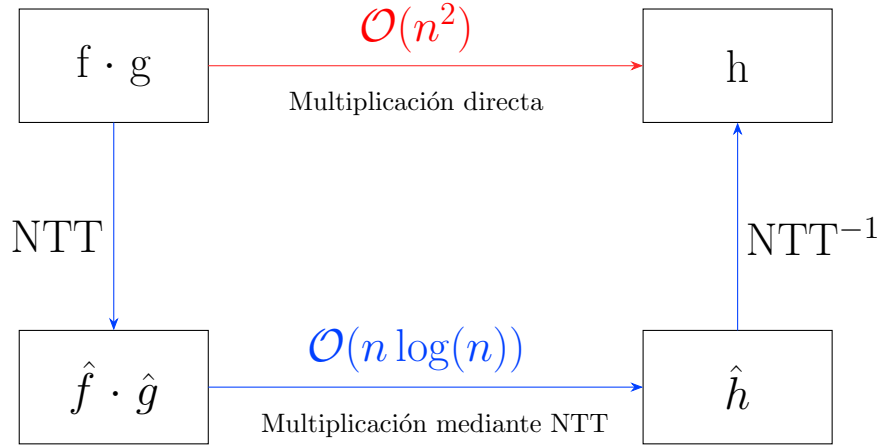 𝒪(n²)
f · g
h
Multiplicación directa
NTT
NTT⁻¹
𝒪(n log(n))
f̂ · ĝ
ĥ
Multiplicación mediante NTT